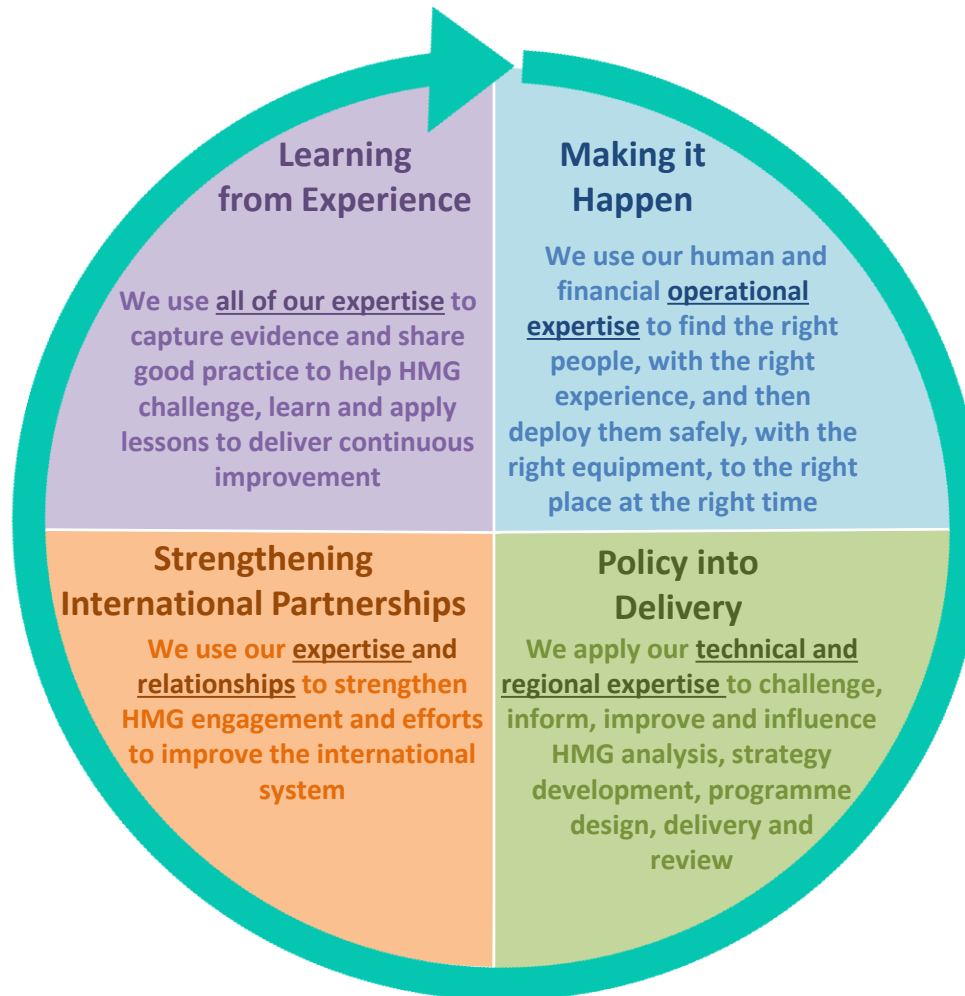 Learning
from Experience
We use all of our expertise to
capture evidence and share
good practice to help HMG
challenge, learn and apply
lessons to deliver continuous
improvement
Making it
Happen
We use our human and
financial operational
expertise to find the right
people, with the right
experience, and then
deploy them safely, with the
right equipment, to the right
place at the right time
Strengthening
International Partnerships
We use our expertise and
relationships to strengthen
HMG engagement and efforts
to improve the international
system
Policy into
Delivery
We apply our technical and
regional expertise to challenge,
inform, improve and influence
HMG analysis, strategy
development, programme
design, delivery and
review